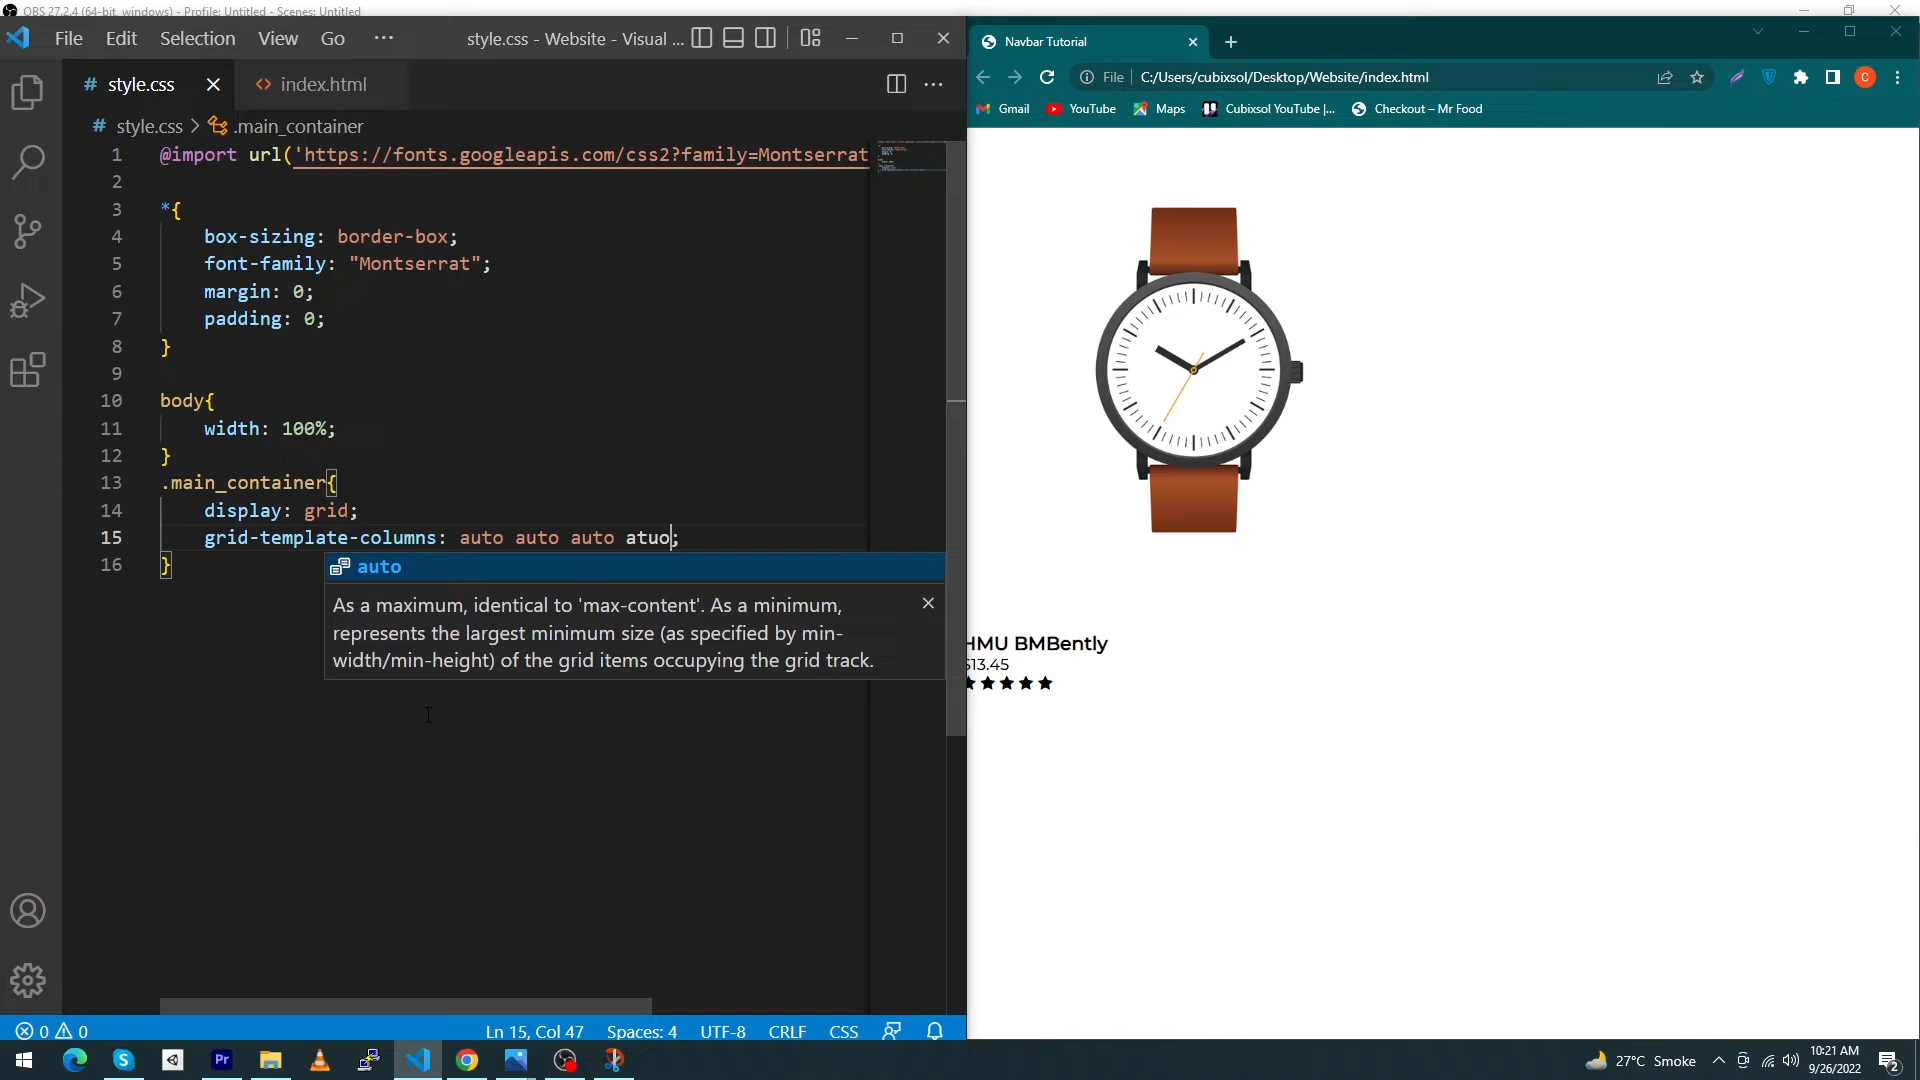 OBS 27.2.4 (64-bit, windows) - Profile: Untitled - Scenes: Untitled
File Edit Selection View Go ··· style.css - Website - Visual ...
# style.css <> index.html
# style.css > .main_container
1 @import url('https://fonts.googleapis.com/css2?family=Montserrat
2
3 *{
4 box-sizing: border-box;
5 font-family: "Montserrat";
6 margin: 0;
7 padding: 0;
8 }
9
10 body{
11 width: 100%;
12 }
13 .main_container{
14 display: grid;
15 grid-template-columns: auto auto auto atuo;
16 }
auto
As a maximum, identical to 'max-content'. As a minimum,
represents the largest minimum size (as specified by min-
width/min-height) of the grid items occupying the grid track.
0 0 Ln 15, Col 47 Spaces: 4 UTF-8 CRLF CSS
Navbar Tutorial
File C:/Users/cubixsol/Desktop/Website/index.html C
Gmail YouTube Maps Cubixsol YouTube |... Checkout – Mr Food
HMU BMBently
$13.45
★★★★★
S Pr 27°C Smoke 10:21 AM
9/26/2022 2